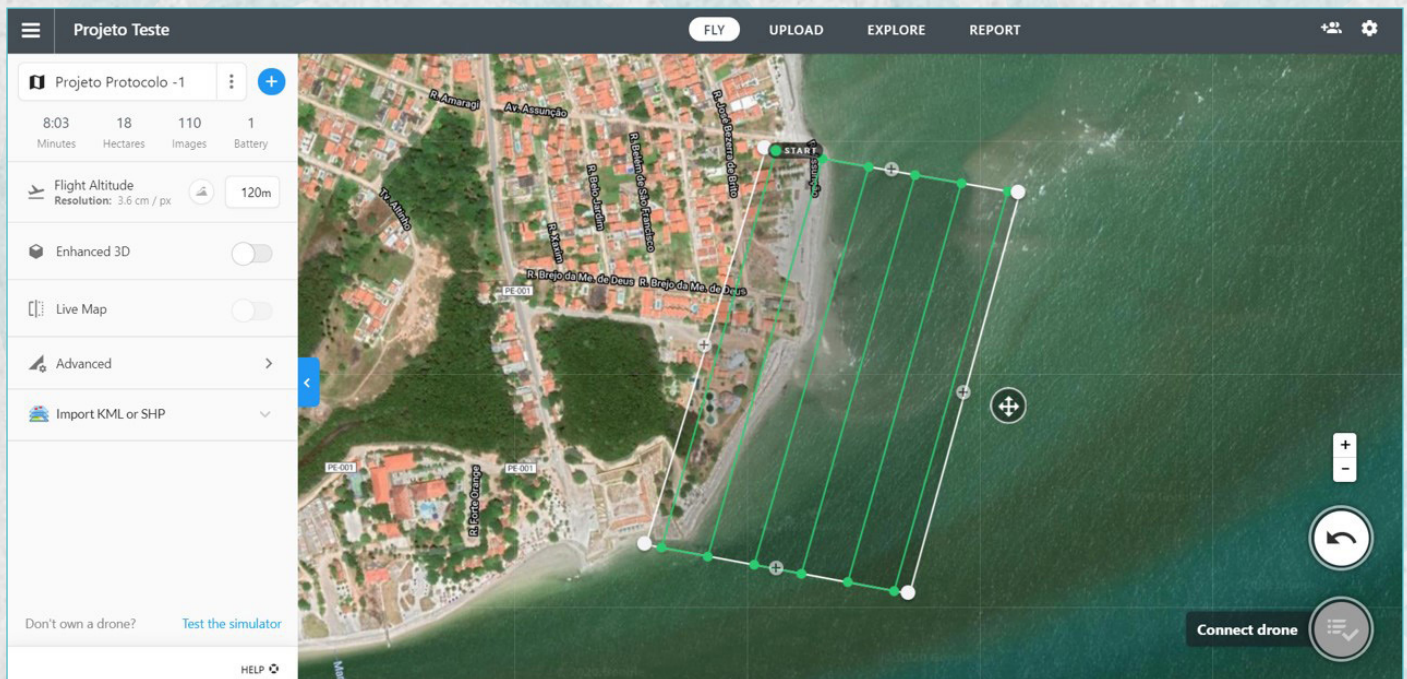 Projeto Teste
FLY
UPLOAD
EXPLORE
REPORT
Projeto Protocolo -1
8:03
18
110
1
Minutes
Hectares
Images
Battery
Flight Altitude
Resolution: 3.6 cm / px
120m
Enhanced 3D
Live Map
Advanced
Import KML or SHP
Don't own a drone?
Test the simulator
HELP
R. Amaragi
Av. Assunção
R. José Bezerra de Brito
START
R. Belém de São Francisco
R. Belo Jardim
Tv. Altinho
R. Xaxim
R. Brejo da Me. de Deus
R. Brejo da Me. de Deus
PE-001
PE-001
PE-001
R. Forte Orange
+
-
Connect drone